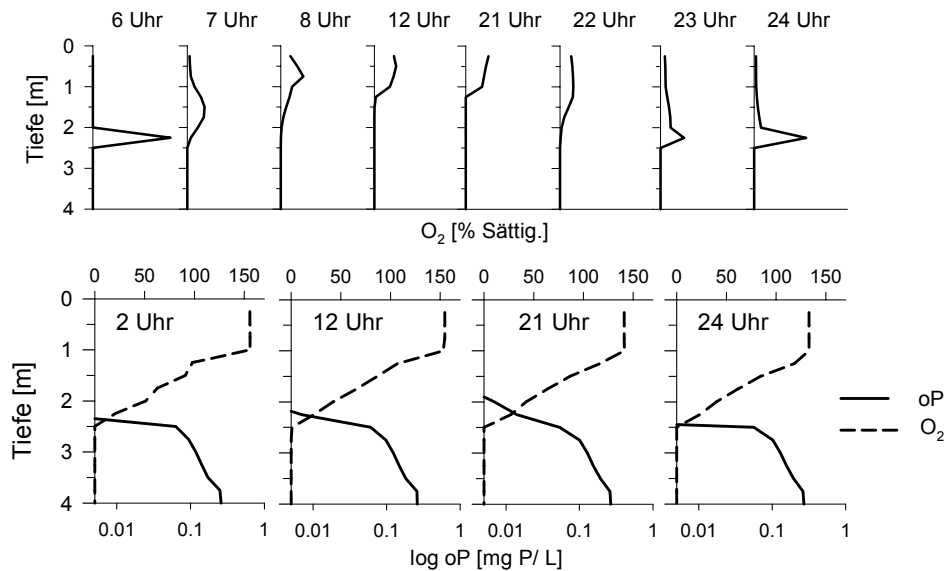 6 Uhr 7 Uhr 8 Uhr 12 Uhr 21 Uhr 22 Uhr 23 Uhr 24 Uhr
0
1
2
3
4
Tiefe [m]
O2 [% Sättig.]
0 50 100 150 0 50 100 150 0 50 100 150 0 50 100 150
0
1
2
3
4
Tiefe [m]
2 Uhr 12 Uhr 21 Uhr 24 Uhr
oP
O2
0.01 0.1 1 0.01 0.1 1 0.01 0.1 1 0.01 0.1 1
log oP [mg P/ L]